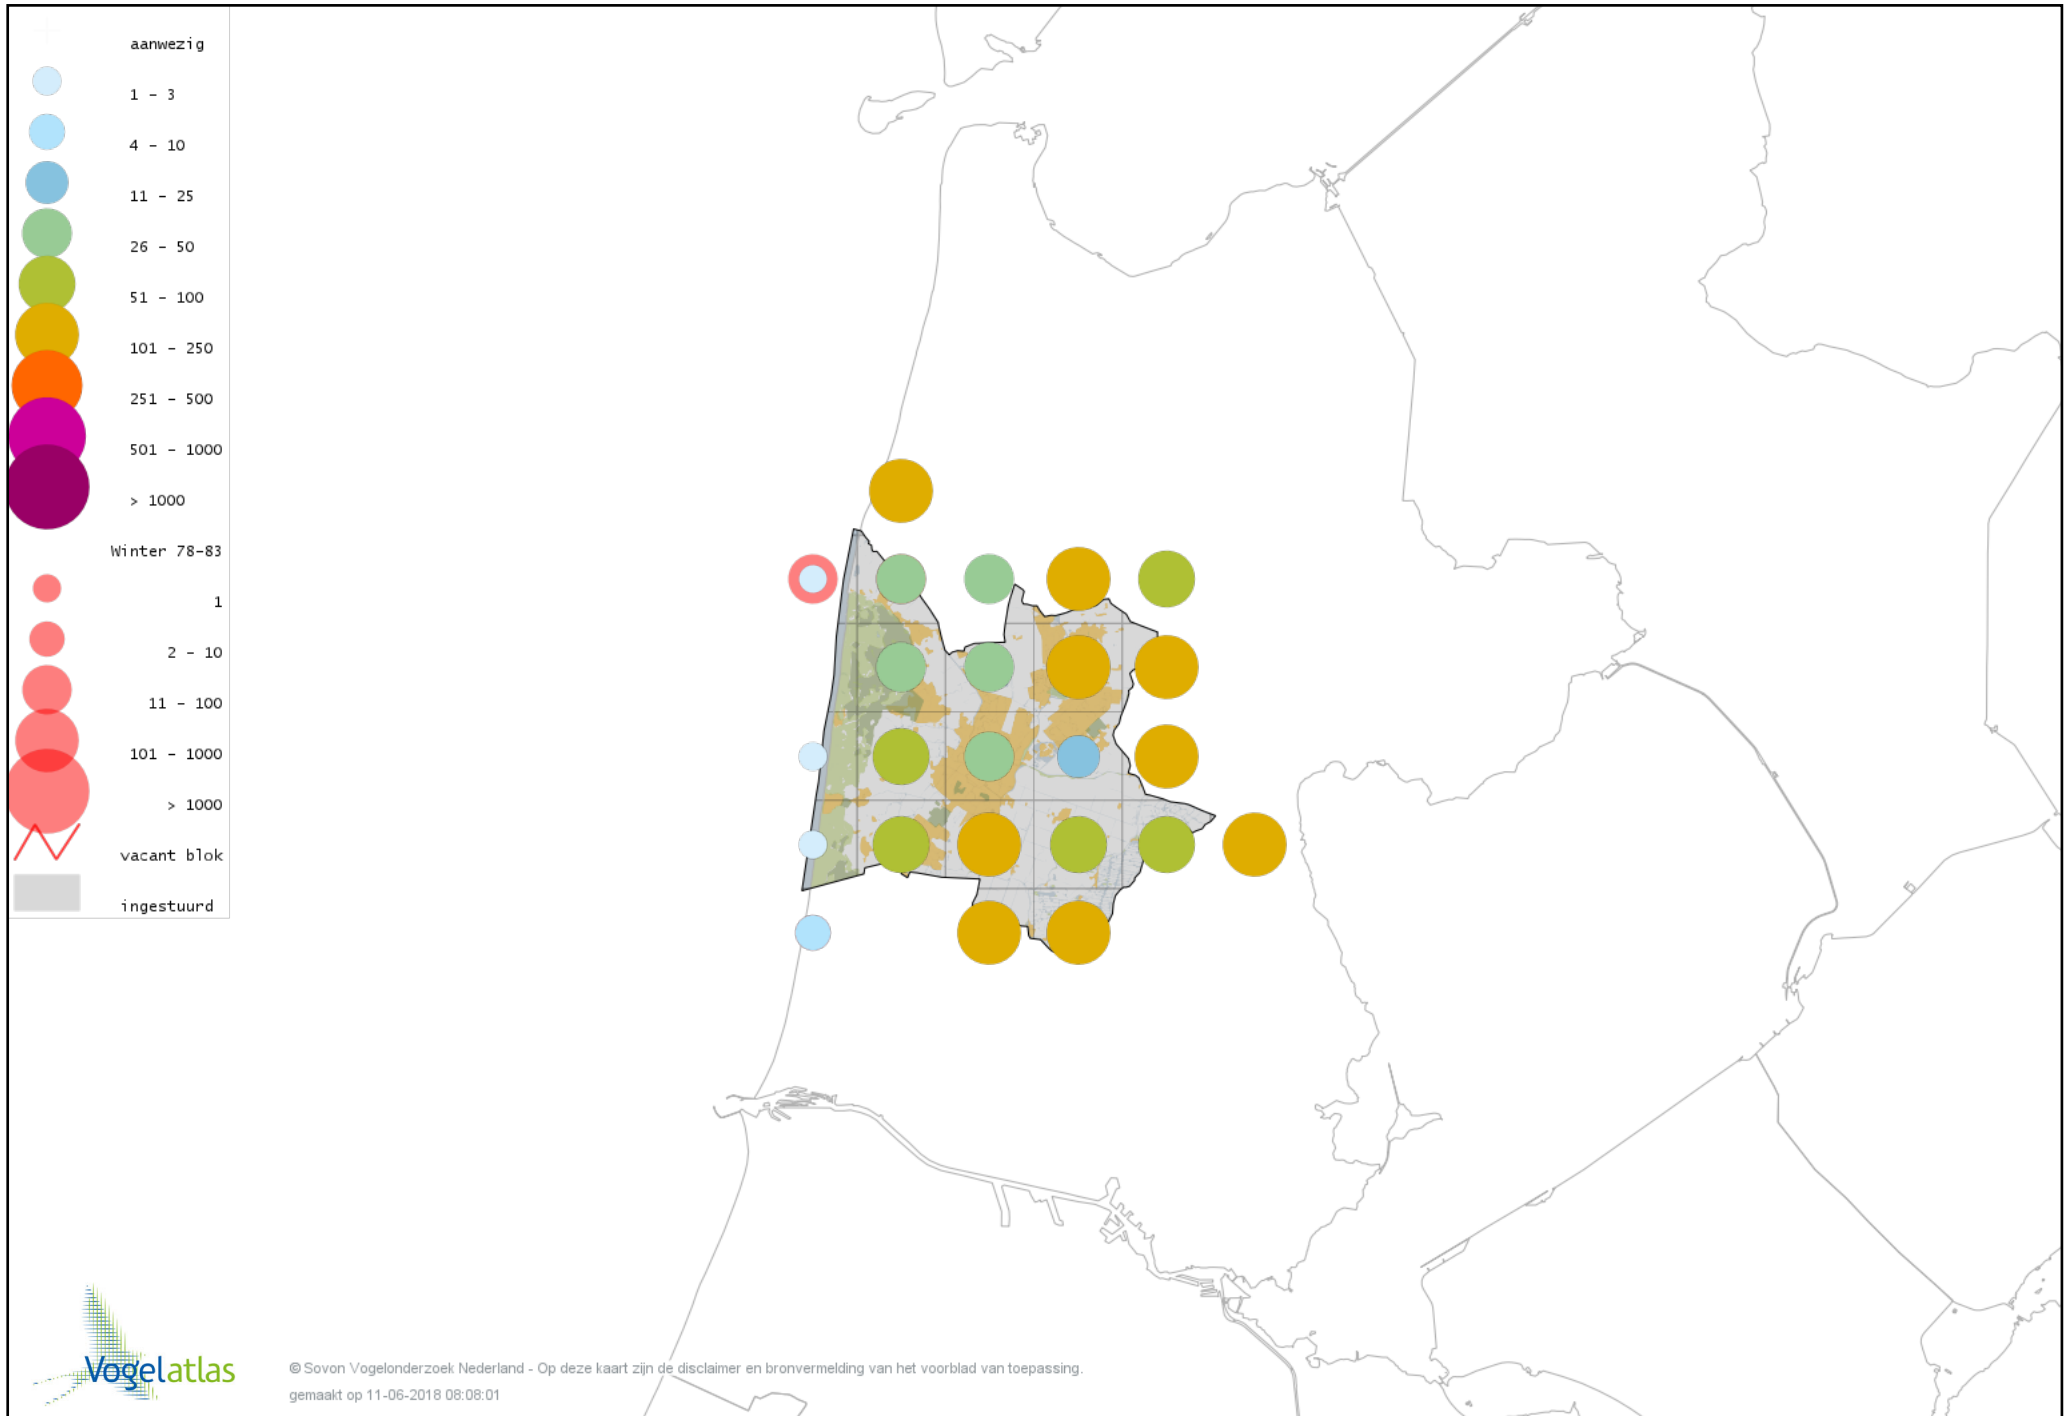 aanwezig
1 - 3
4 - 10
11 - 25
26 - 50
51 - 100
101 - 250
251 - 500
501 - 1000
> 1000
Winter 78-83
1
2 - 10
11 - 100
101 - 1000
> 1000
vacant blok
ingestuurd
Vogelatlas
© Sovon Vogelonderzoek Nederland - Op deze kaart zijn de disclaimer en bronvermelding van het voorblad van toepassing.
gemaakt op 11-06-2018 08:08:01